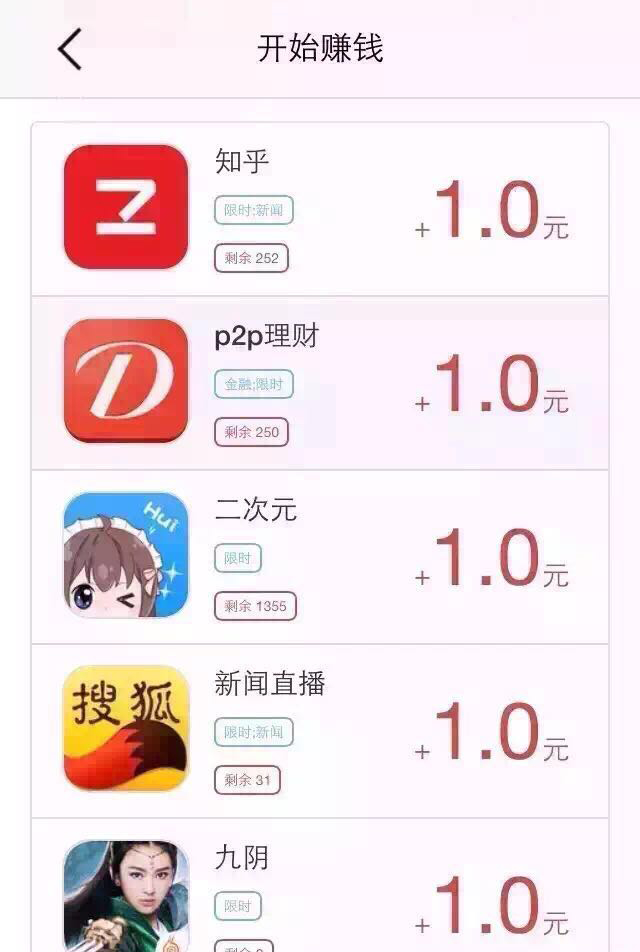 开始赚钱
知乎
限时;新闻
剩余 252
+1.0元
p2p理财
金融;限时
剩余 250
+1.0元
Hui
二次元
限时
剩余 1355
+1.0元
搜狐
新闻直播
限时;新闻
剩余 31
+1.0元
九阴
限时
+1.0元